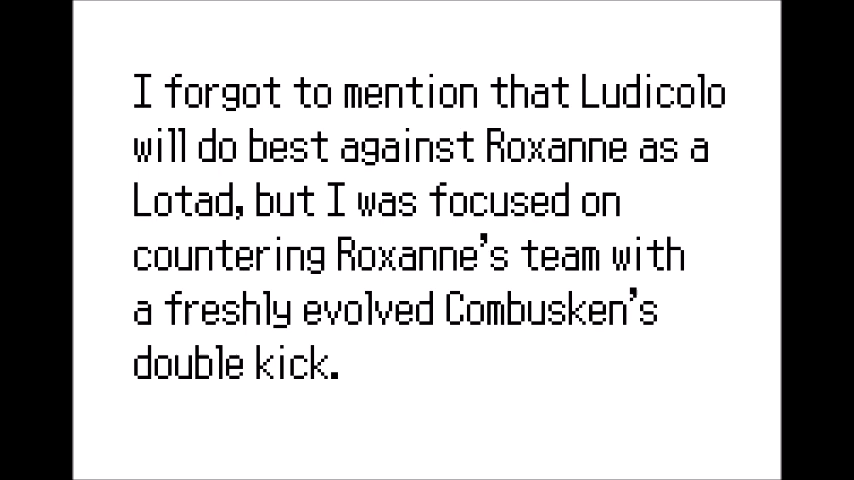 I forgot to mention that Ludicolo
will do best against Roxanne as a
Lotad, but I was focused on
countering Roxanne's team with
a freshly evolved Combusken's
double kick.